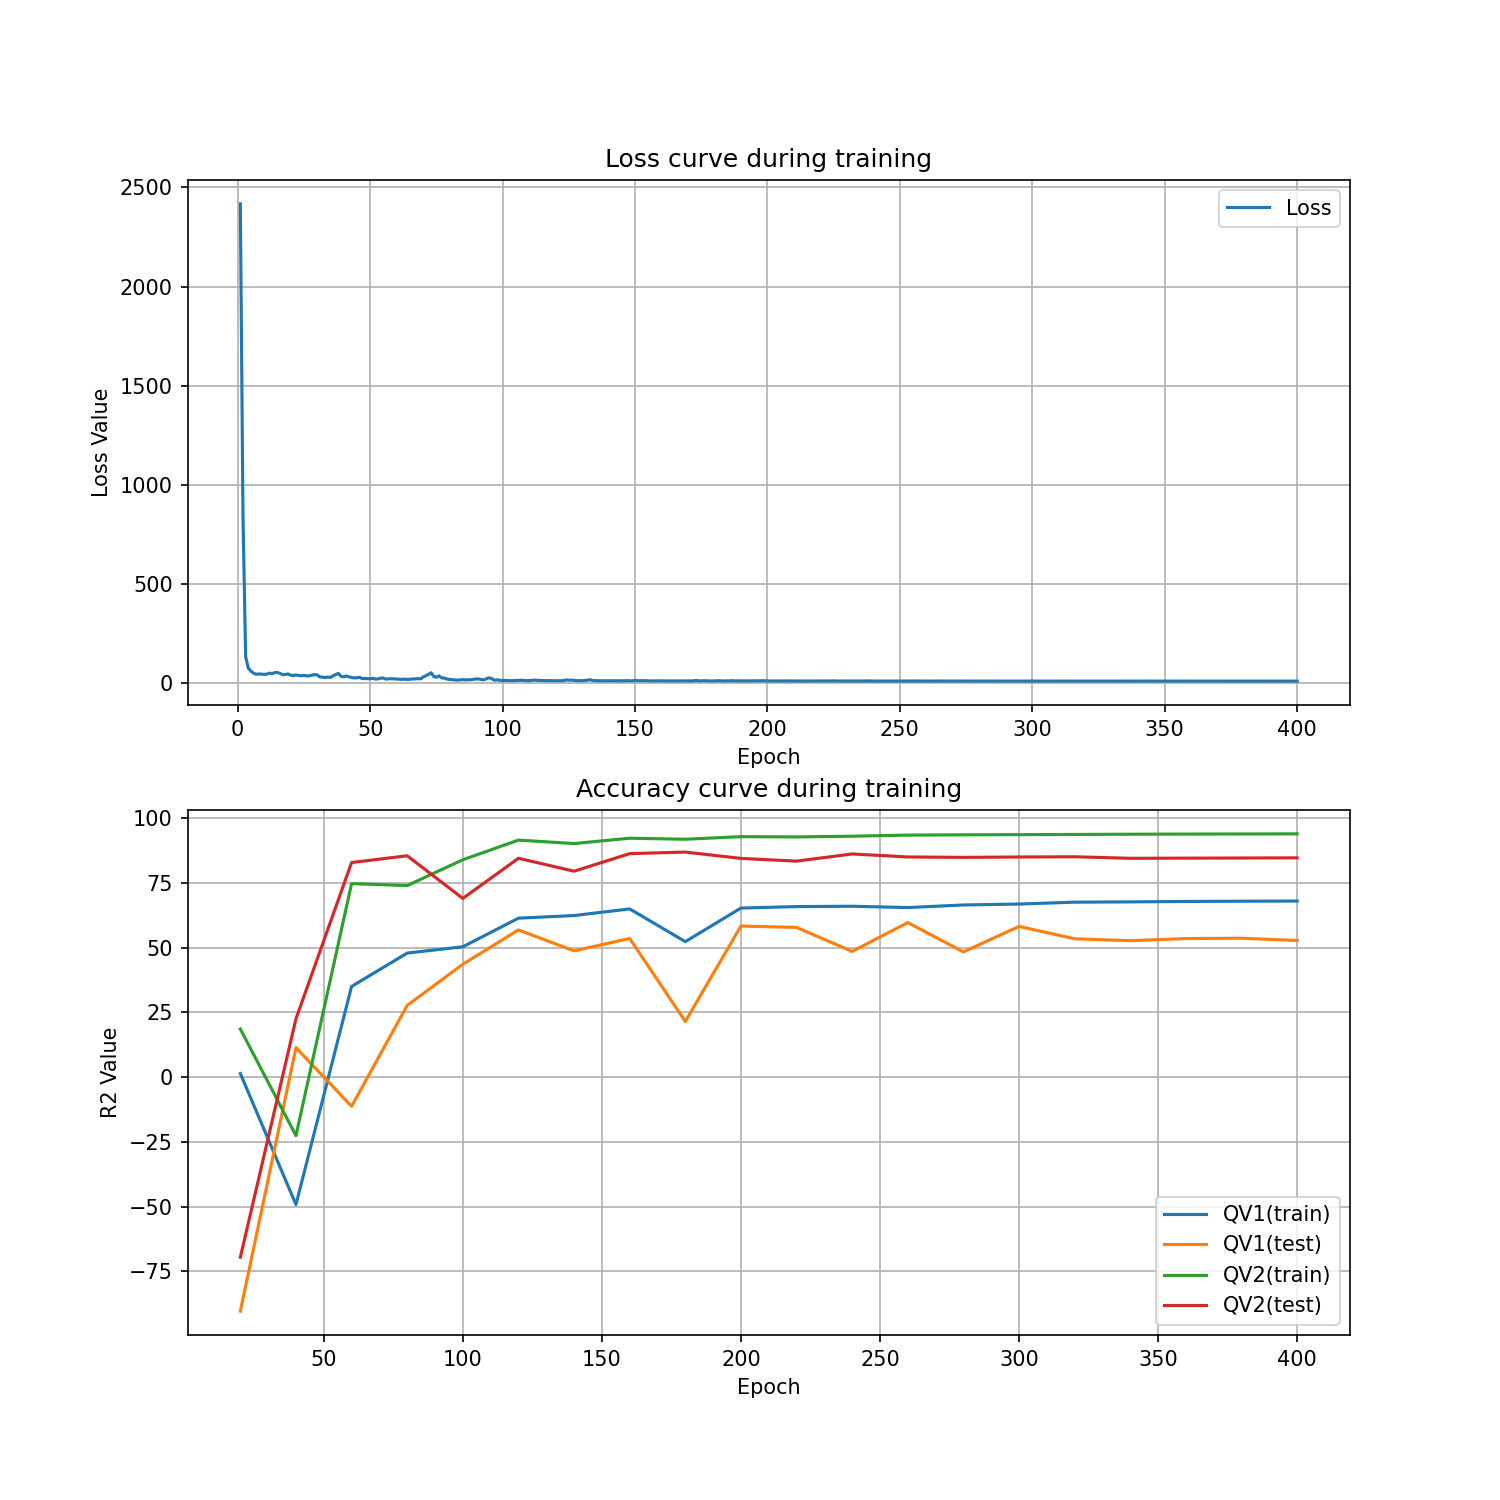 Loss curve during training
2500
2000
1500
1000
500
0
Loss Value
Loss
0 50 100 150 200 250 300 350 400
Epoch
Accuracy curve during training
100
75
50
25
0
−25
−50
−75
R2 Value
QV1(train)
QV1(test)
QV2(train)
QV2(test)
50 100 150 200 250 300 350 400
Epoch